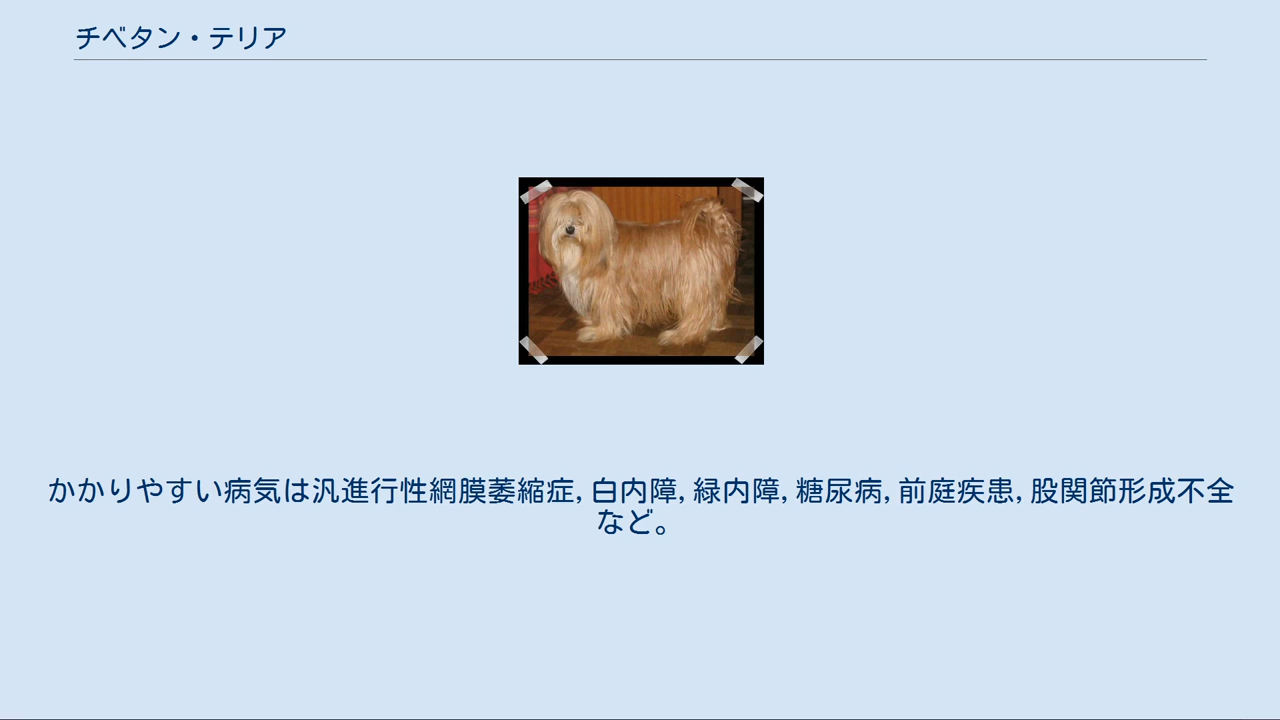 チベタン・テリア
かかりやすい病気は汎進行性網膜萎縮症, 白内障, 緑内障, 糖尿病, 前庭疾患, 股関節形成不全
など。